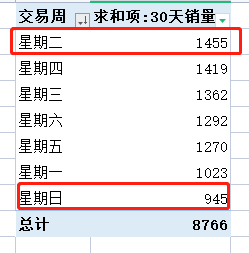 交易周 求和项:30天销量
星期二 1455
星期四 1419
星期三 1362
星期六 1292
星期五 1270
星期一 1023
星期日 945
总计 8766